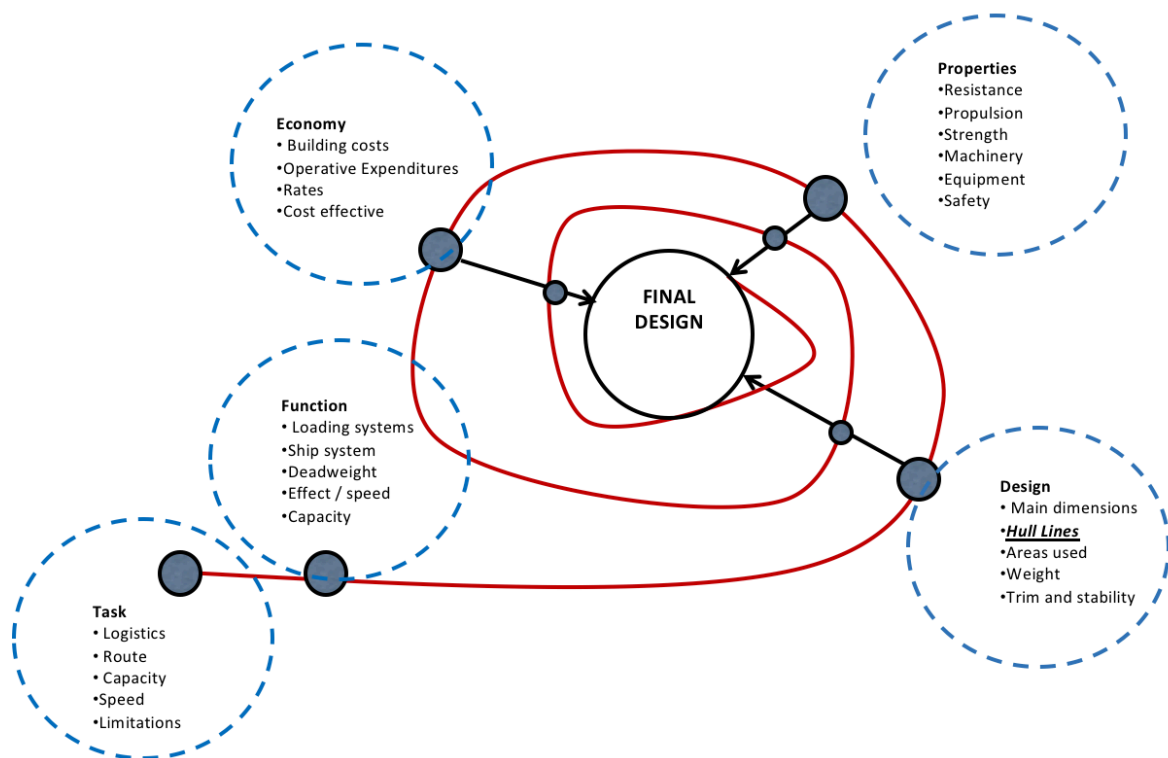 Economy
• Building costs
•Operative Expenditures
•Rates
•Cost effective
Properties
•Resistance
•Propulsion
•Strength
•Machinery
•Equipment
•Safety
FINAL
DESIGN
Function
• Loading systems
•Ship system
•Deadweight
•Effect / speed
•Capacity
Design
• Main dimensions
•Hull Lines
•Areas used
•Weight
•Trim and stability
Task
• Logistics
• Route
• Capacity
•Speed
•Limitations